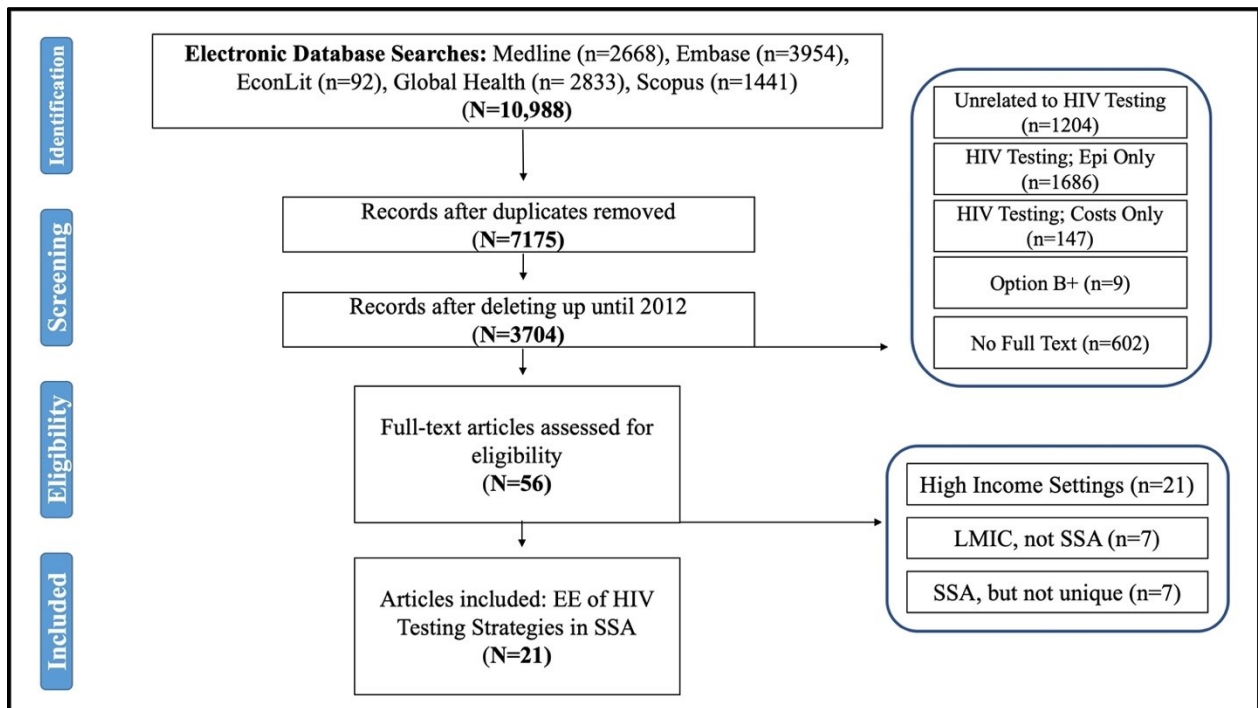 Identification
Electronic Database Searches: Medline (n=2668), Embase (n=3954),
EconLit (n=92), Global Health (n= 2833), Scopus (n=1441)
(N=10,988)
Unrelated to HIV Testing
(n=1204)
HIV Testing; Epi Only
(n=1686)
HIV Testing; Costs Only
(n=147)
Option B+ (n=9)
No Full Text (n=602)
Screening
Records after duplicates removed
(N=7175)
Records after deleting up until 2012
(N=3704)
Eligibility
Full-text articles assessed for
eligibility
(N=56)
High Income Settings (n=21)
LMIC, not SSA (n=7)
SSA, but not unique (n=7)
Included
Articles included: EE of HIV
Testing Strategies in SSA
(N=21)